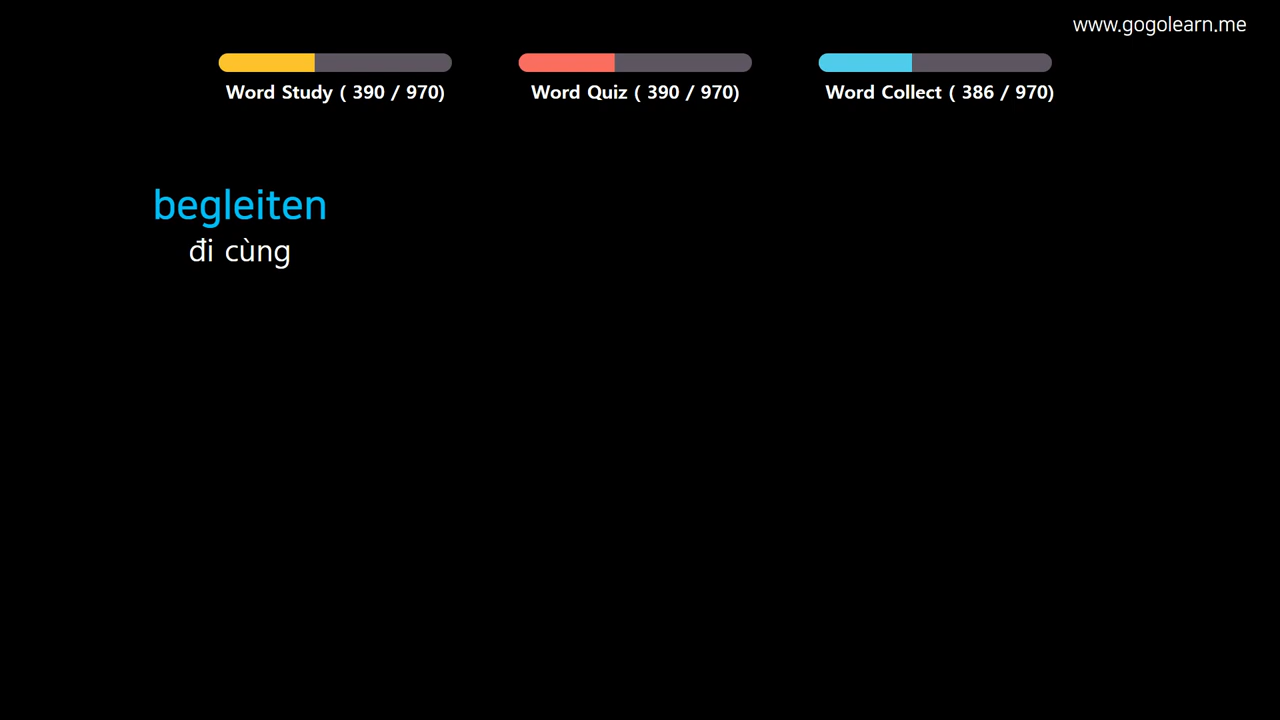 www.gogolearn.me
Word Study ( 390 / 970)
Word Quiz ( 390 / 970)
Word Collect ( 386 / 970)
begleiten
đi cùng